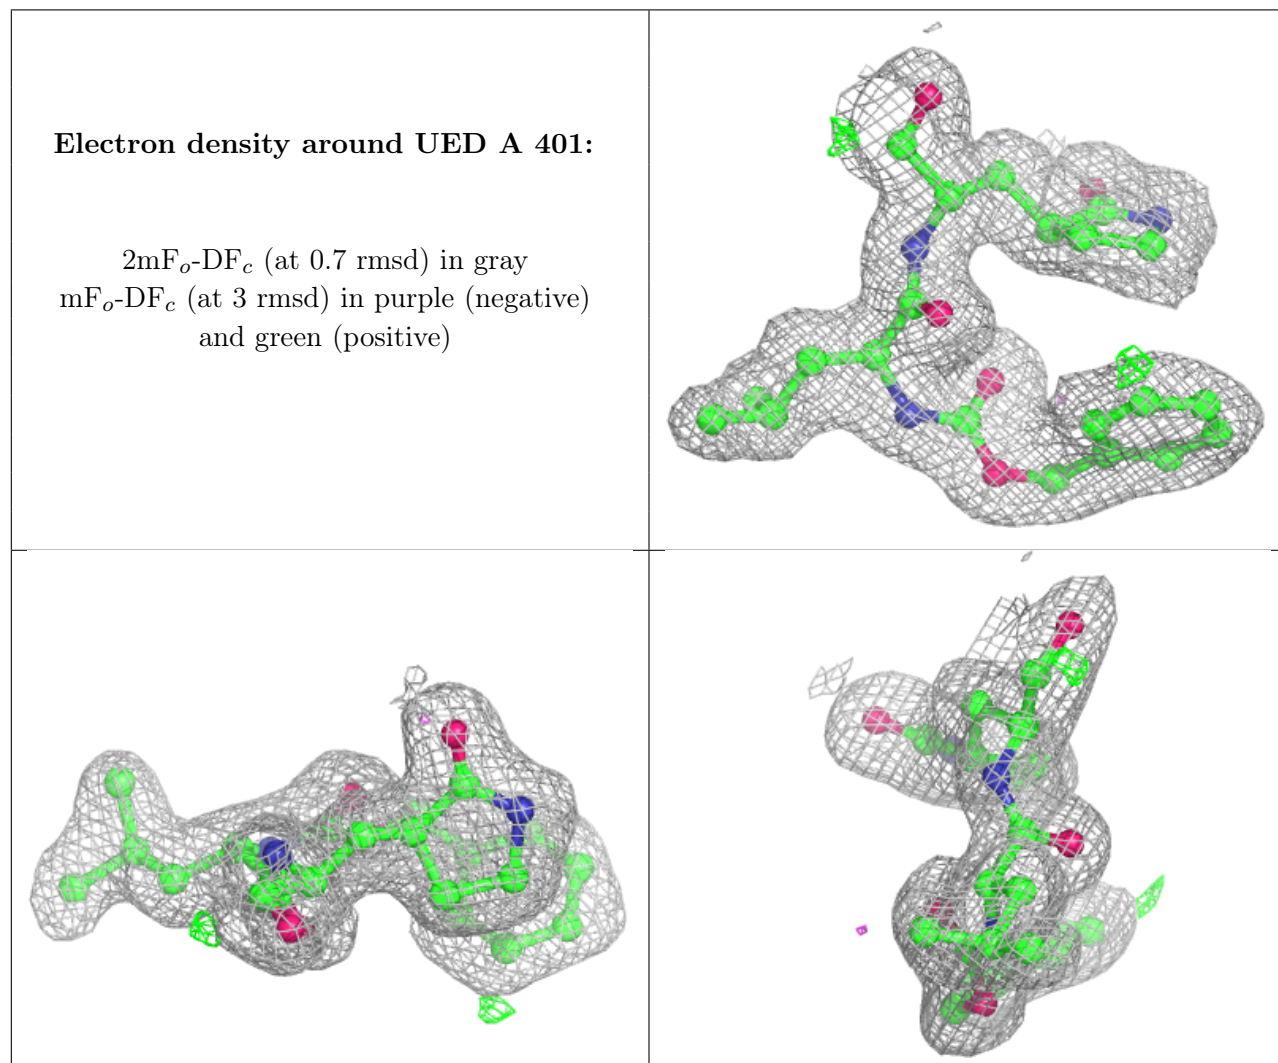 Electron density around UED A 401:
2mFo-DFc (at 0.7 rmsd) in gray
mFo-DFc (at 3 rmsd) in purple (negative)
and green (positive)